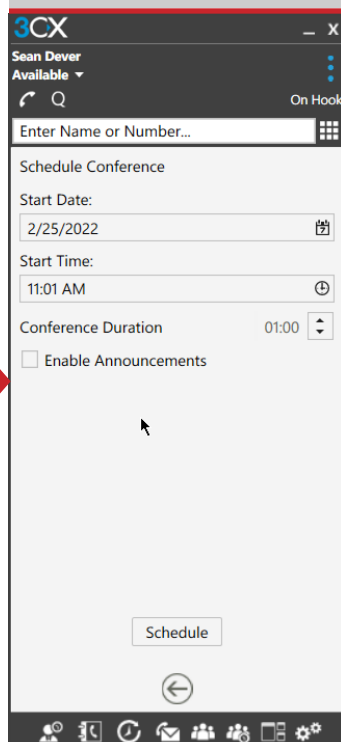 3CX
_ X
Sean Dever
Available
Q On Hook
Enter Name or Number...
Schedule Conference
Start Date:
2/25/2022
Start Time:
11:01 AM
Conference Duration 01:00
Enable Announcements
Schedule